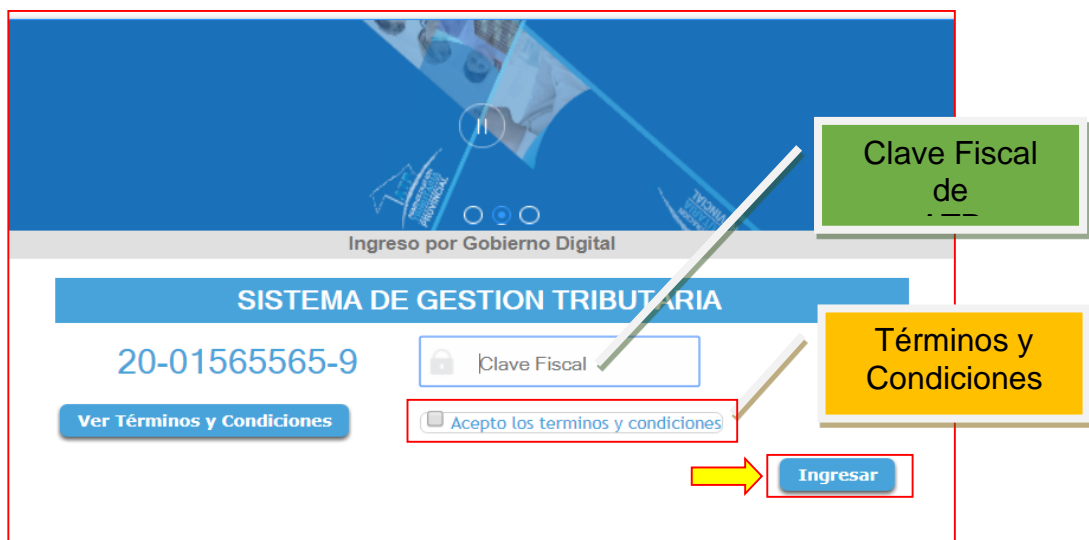 Clave Fiscal
de
Ingreso por Gobierno Digital
SISTEMA DE GESTION TRIBUTARIA
20-01565565-9
Clave Fiscal
Términos y
Condiciones
Ver Términos y Condiciones
Acepto los terminos y condiciones
Ingresar